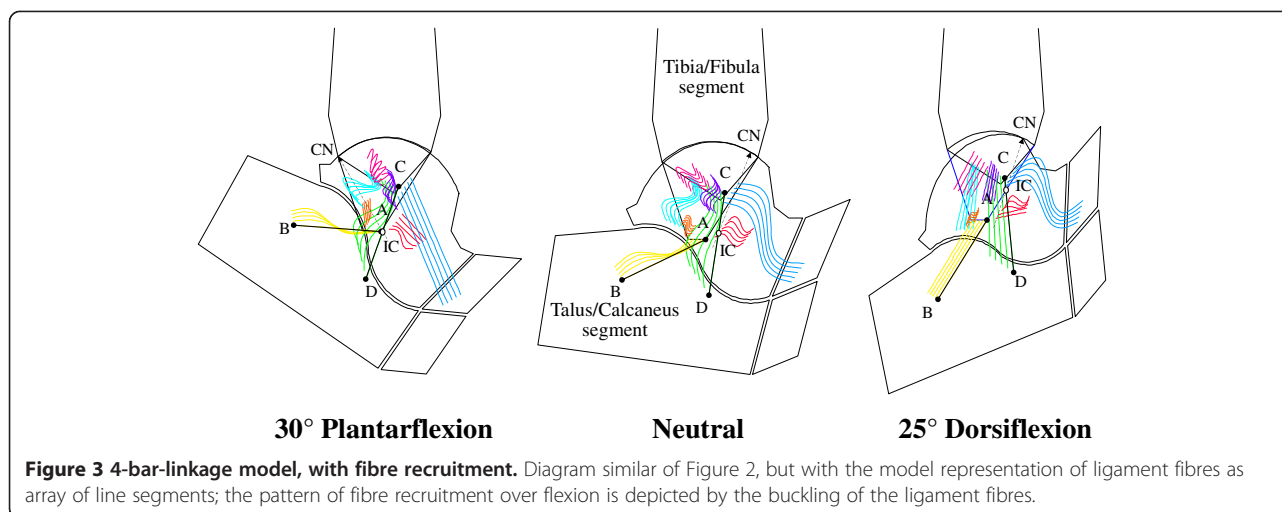 Tibia/Fibula
segment
CN
C
A
B
IC
D
CN
C
A
IC
B
D
Talus/Calcaneus
segment
CN
C
IC
A
D
B
30° Plantarflexion
Neutral
25° Dorsiflexion
Figure 3 4-bar-linkage model, with fibre recruitment. Diagram similar of Figure 2, but with the model representation of ligament fibres as
array of line segments; the pattern of fibre recruitment over flexion is depicted by the buckling of the ligament fibres.